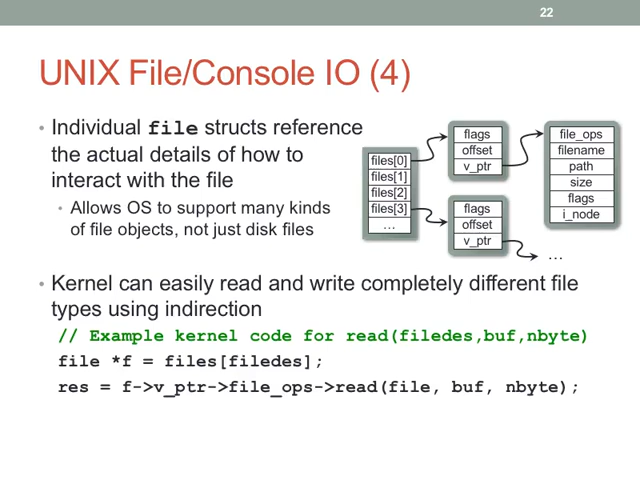 22
UNIX File/Console IO (4)
• Individual file structs reference
the actual details of how to
interact with the file
• Allows OS to support many kinds
of file objects, not just disk files
files[0]
files[1]
files[2]
files[3]
…
flags
offset
v_ptr
flags
offset
v_ptr
file_ops
filename
path
size
flags
i_node
…
• Kernel can easily read and write completely different file
types using indirection
// Example kernel code for read(filedes,buf,nbyte)
file *f = files[filedes];
res = f->v_ptr->file_ops->read(file, buf, nbyte);